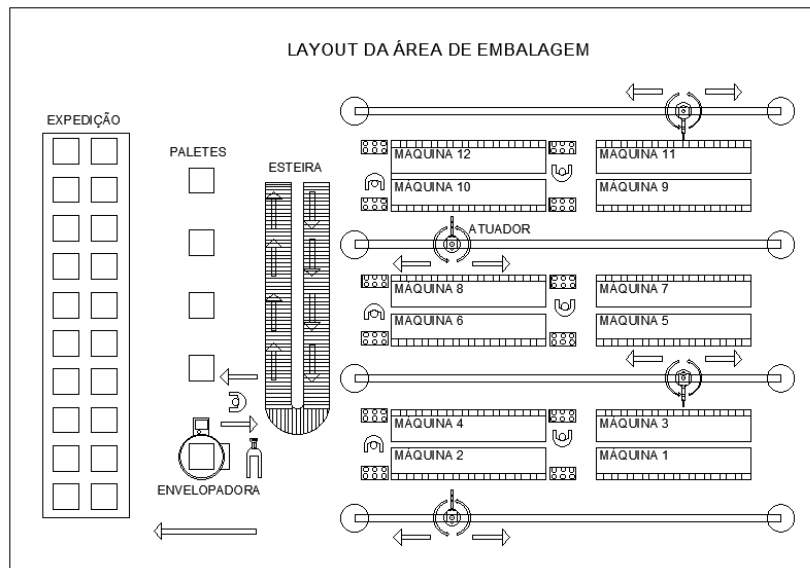 LAYOUT DA ÁREA DE EMBALAGEM
EXPEDIÇÃO
PALETES
ESTEIRA
MÁQUINA 12
MÁQUINA 11
MÁQUINA 10
MÁQUINA 9
ATUADOR
MÁQUINA 8
MÁQUINA 7
MÁQUINA 6
MÁQUINA 5
MÁQUINA 4
MÁQUINA 3
MÁQUINA 2
MÁQUINA 1
ENVELOPADORA